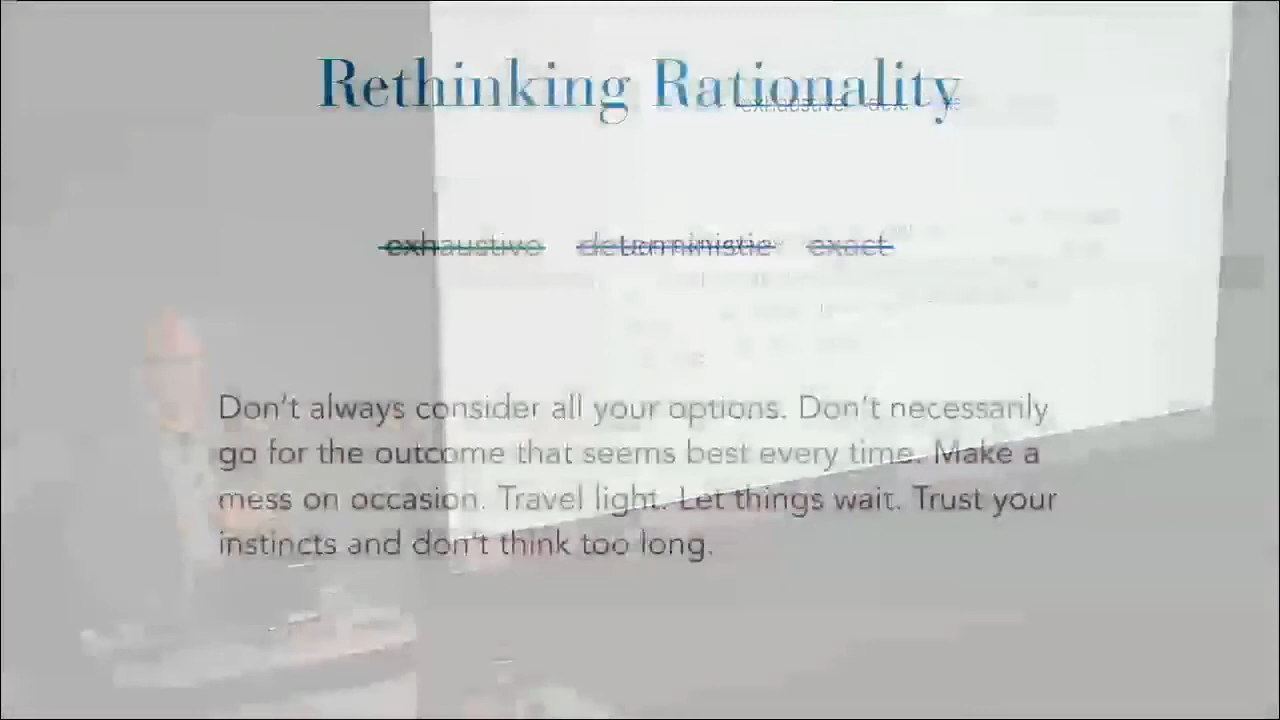 Rethinking Rationality
exhaustive deterministic exact
Don't always consider all your options. Don't necessarily
go for the outcome that seems best every time. Make a
mess on occasion. Travel light. Let things wait. Trust your
instincts and don't think too long.